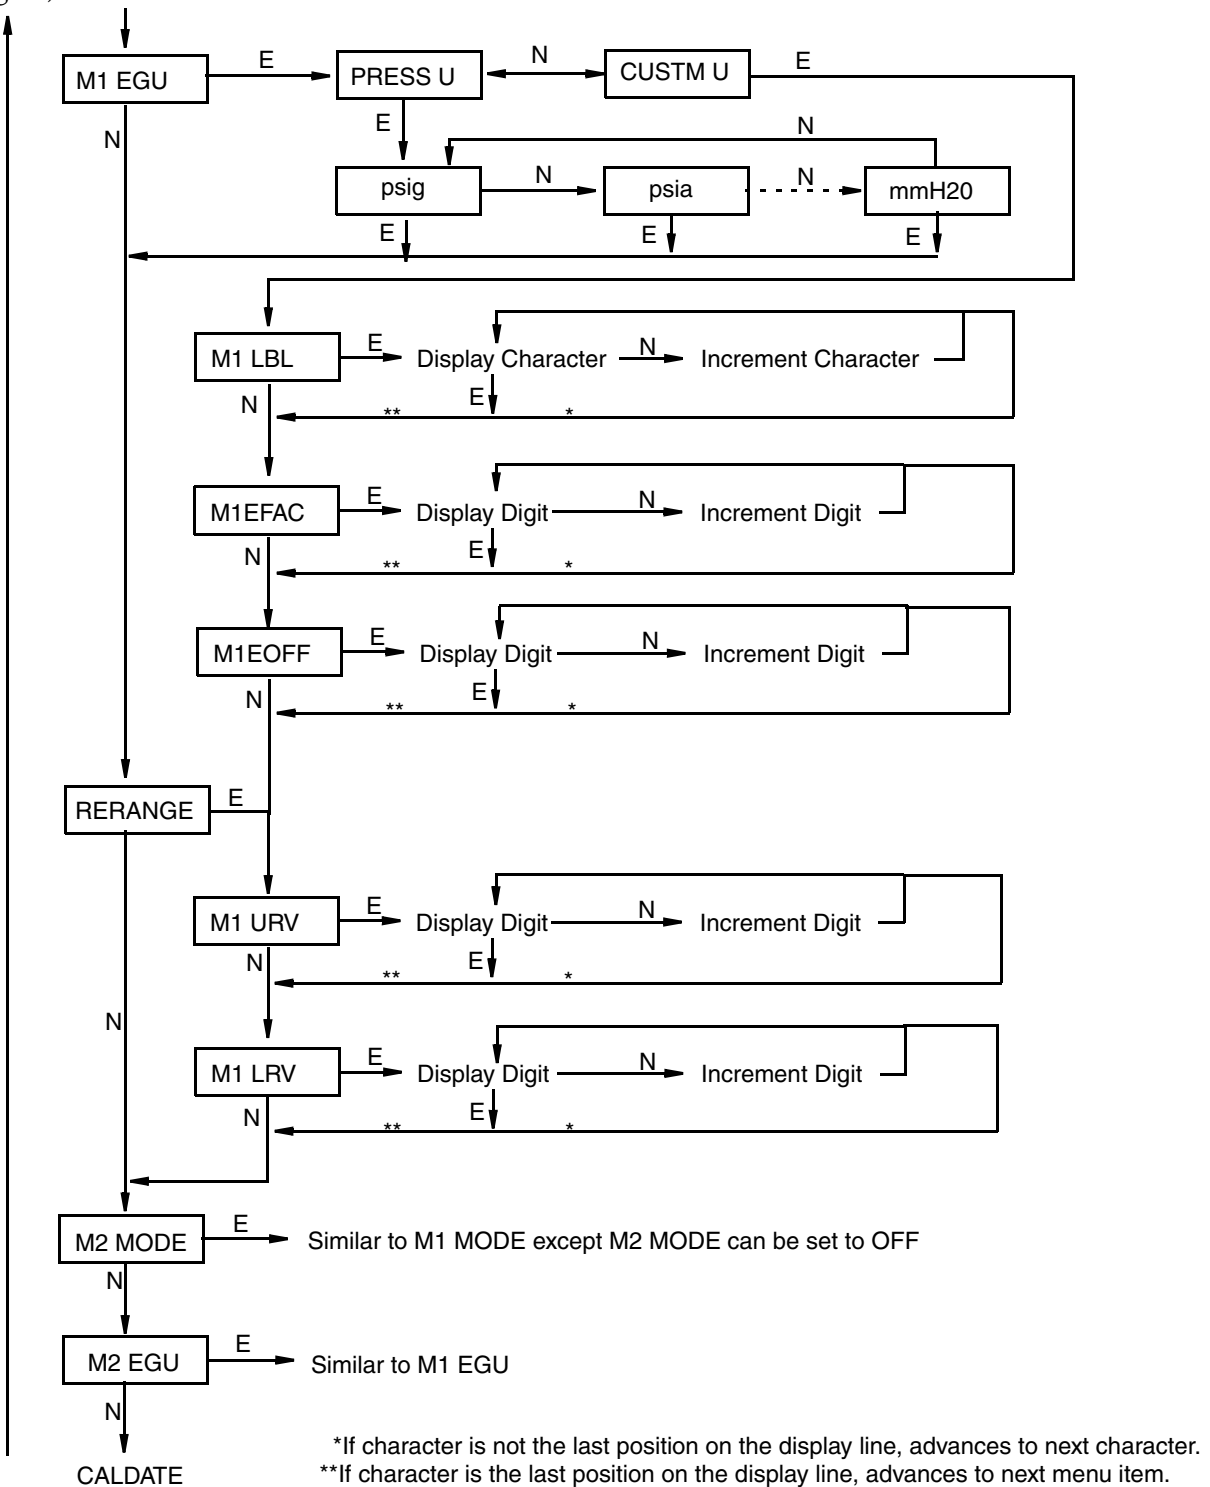 M1 EGU E PRESS U N CUSTM U E
N E N
psig N psia N mmH20
E E E
M1 LBL E Display Character N Increment Character
N E ** *
M1EFAC E Display Digit N Increment Digit
N E ** *
M1EOFF E Display Digit N Increment Digit
N E ** *
RERANGE E
M1 URV E Display Digit N Increment Digit
N E ** *
N
M1 LRV E Display Digit N Increment Digit
N E ** *
M2 MODE E Similar to M1 MODE except M2 MODE can be set to OFF
N
M2 EGU E Similar to M1 EGU
N
CALDATE
*If character is not the last position on the display line, advances to next character.
**If character is the last position on the display line, advances to next menu item.